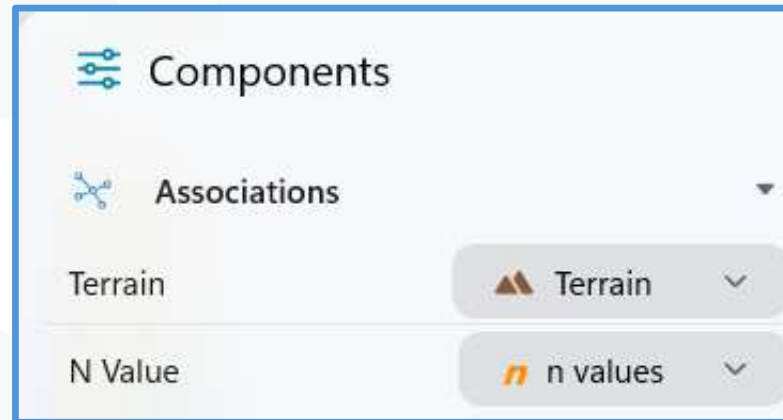 Components
Associations
Terrain Terrain
N Value n n values